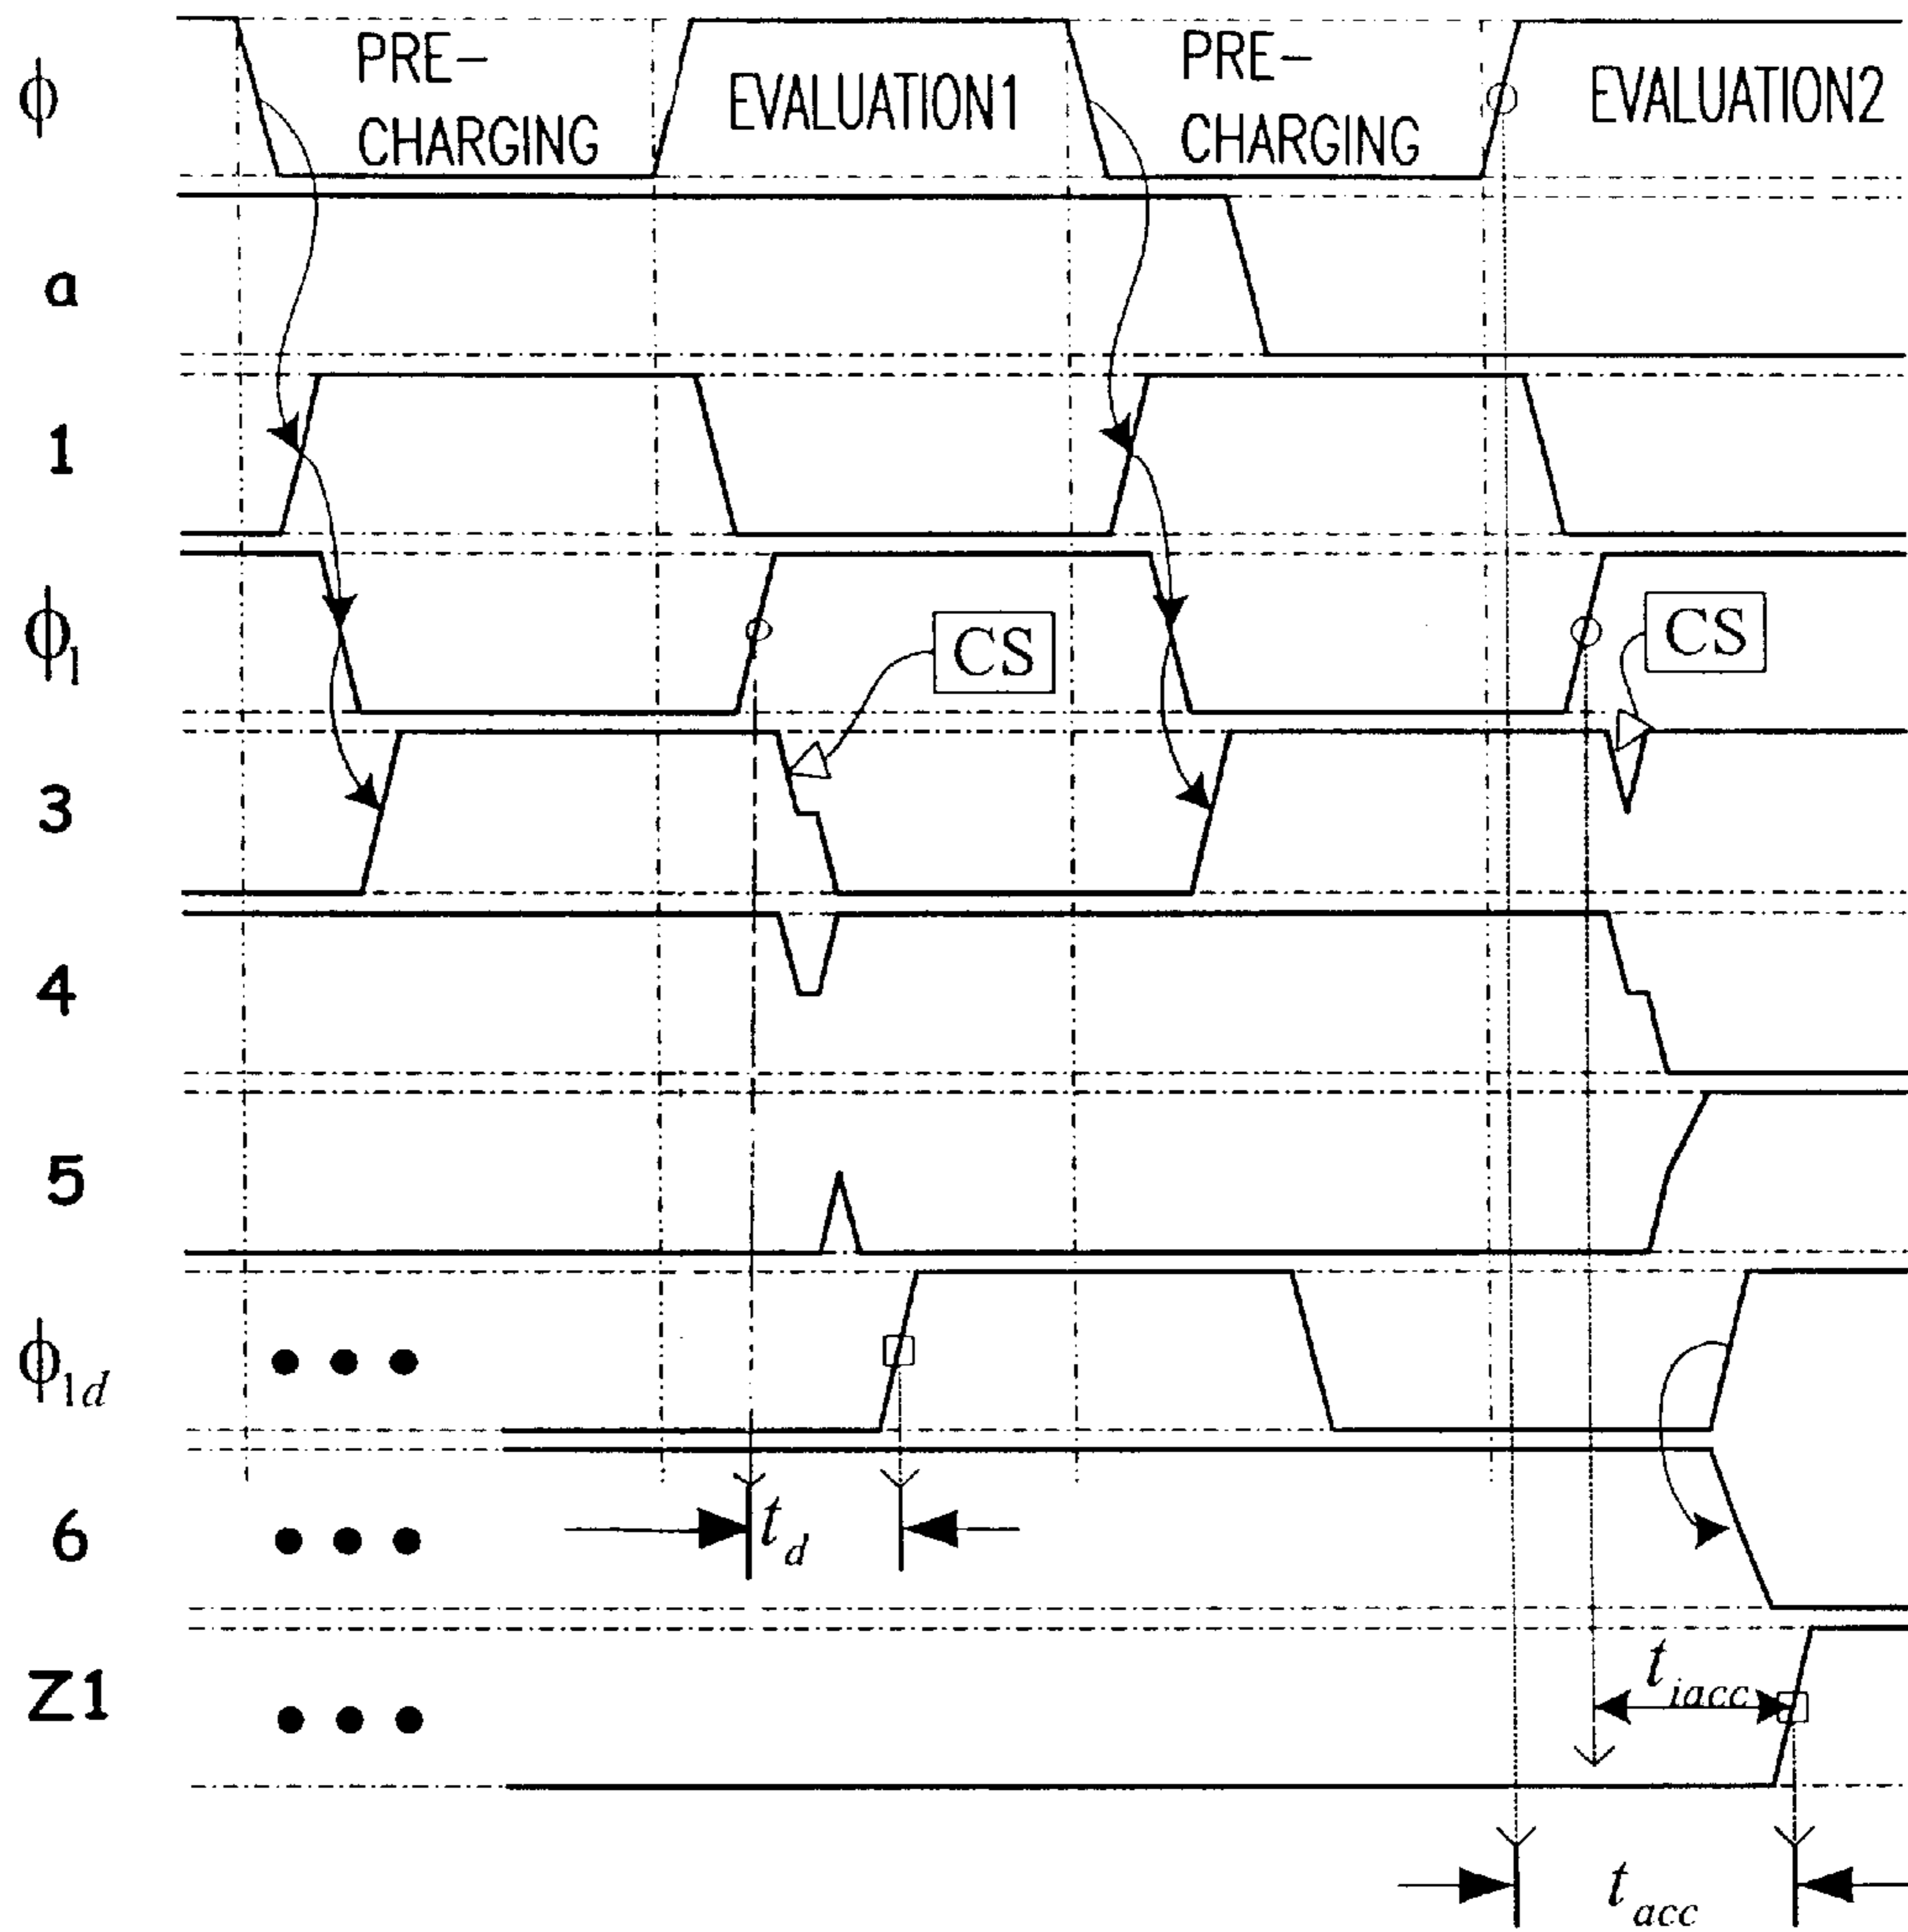 ϕ
PRE-
CHARGING
EVALUATION1
PRE-
CHARGING
EVALUATION2
a
1
ϕ1
CS
CS
3
4
5
ϕ1d
6
td
Z1
tiacc
tacc